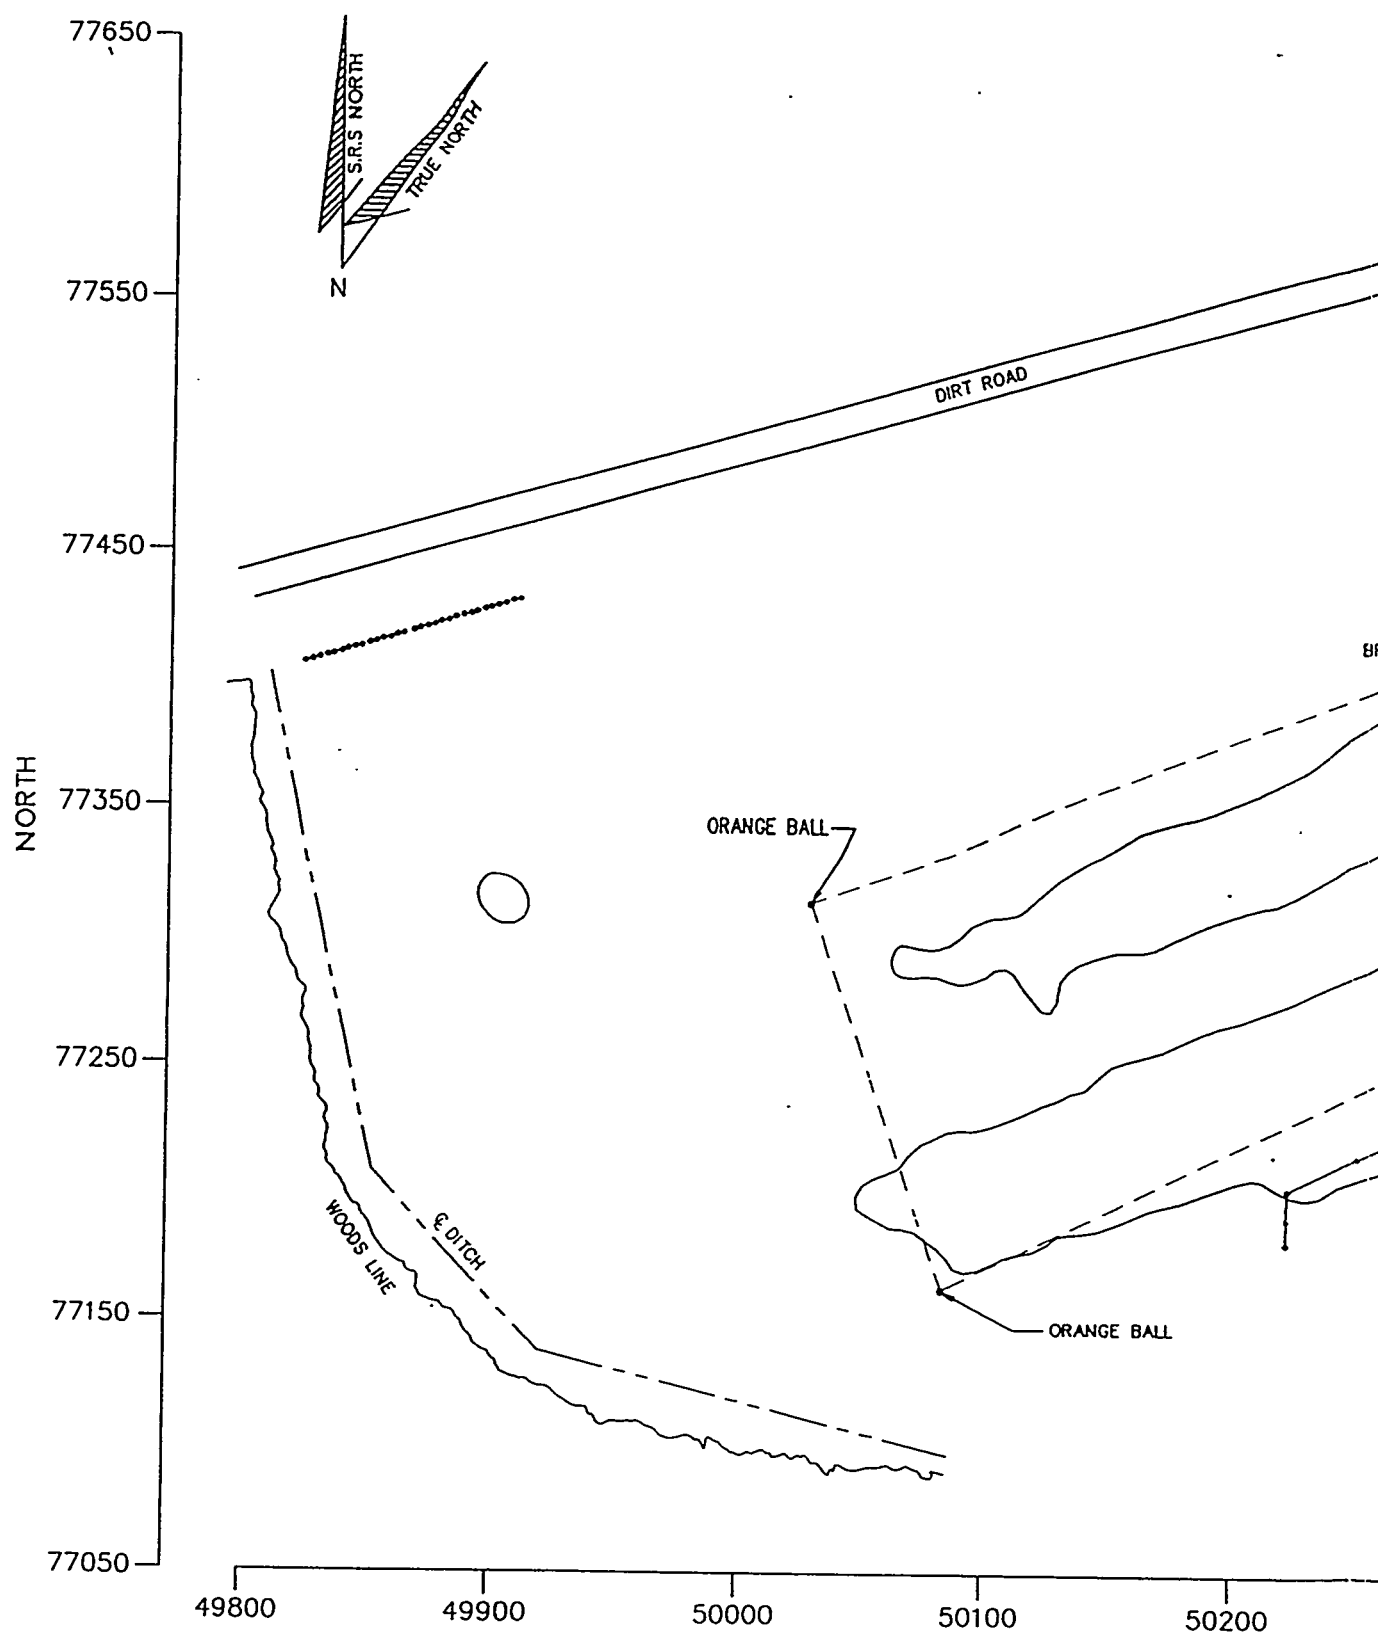 77650
S.R.S NORTH
TRUE NORTH
N
77550
DIRT ROAD
77450
NORTH
77350
ORANGE BALL
77250
WOODS LINE
℄ DITCH
77150
ORANGE BALL
77050
49800
49900
50000
50100
50200